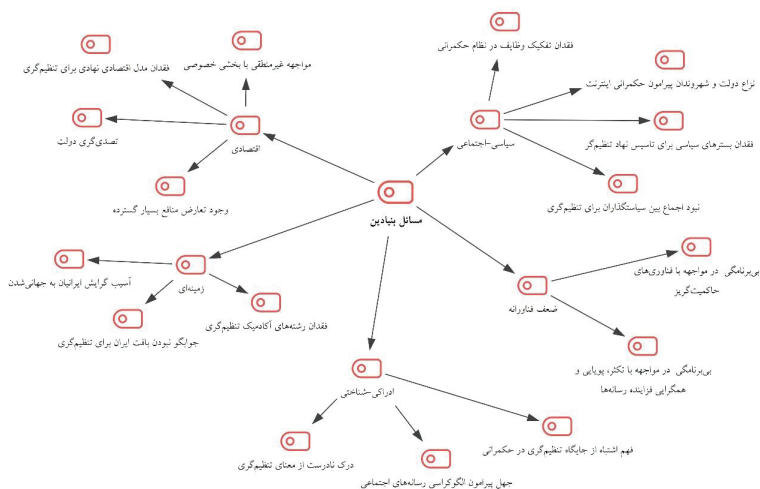 مسائل بنیادین
سیاسی-اجتماعی
فقدان تفکیک وظایف در نظام حکمرانی
نزاع دولت و شهروندان پیرامون حکمرانی اینترنت
فقدان بسترهای سیاسی برای تاسیس نهاد تنظیم‌گر
نبود اجماع بین سیاستگذاران برای تنظیم‌گری
ضعف فناورانه
بی‌برنامگی در مواجهه با فناوری‌های
حاکمیت‌گریز
بی‌برنامگی در مواجهه با تکثر، پویایی و
همگرایی فزاینده رسانه‌ها
ادراکی-شناختی
فهم اشتباه از جایگاه تنظیم‌گری در حکمرانی
جهل پیرامون الگوکراسی رسانه‌های اجتماعی
درک نادرست از معنای تنظیم‌گری
زمینه‌ای
فقدان رشته‌های آکادمیک تنظیم‌گری
جوابگو نبودن بافت ایران برای تنظیم‌گری
آسیب گرایش ایرانیان به جهانی‌شدن
اقتصادی
مواجهه غیرمنطقی با بخشی خصوصی
فقدان مدل اقتصادی نهادی برای تنظیم‌گری
تصدی‌گری دولت
وجود تعارض منافع بسیار گسترده